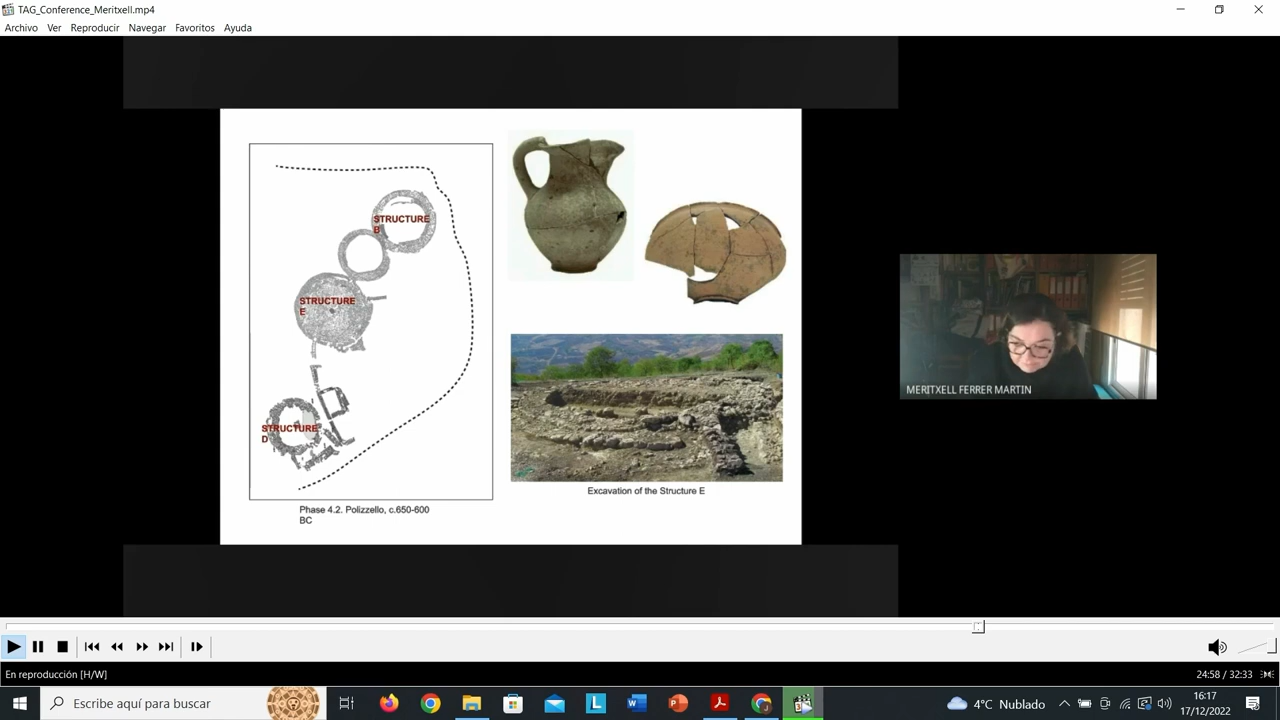 TAG_Conference_Meritxell.mp4
Archivo Ver Reproducir Navegar Favoritos Ayuda
STRUCTURE
B
STRUCTURE
E
STRUCTURE
D
Phase 4.2. Polizzello, c.650-600
BC
Excavation of the Structure E
MERITXELL FERRER MARTIN
En reproducción [H/W]
24:58 / 32:33
Escribe aquí para buscar
4°C Nublado
16:17
17/12/2022